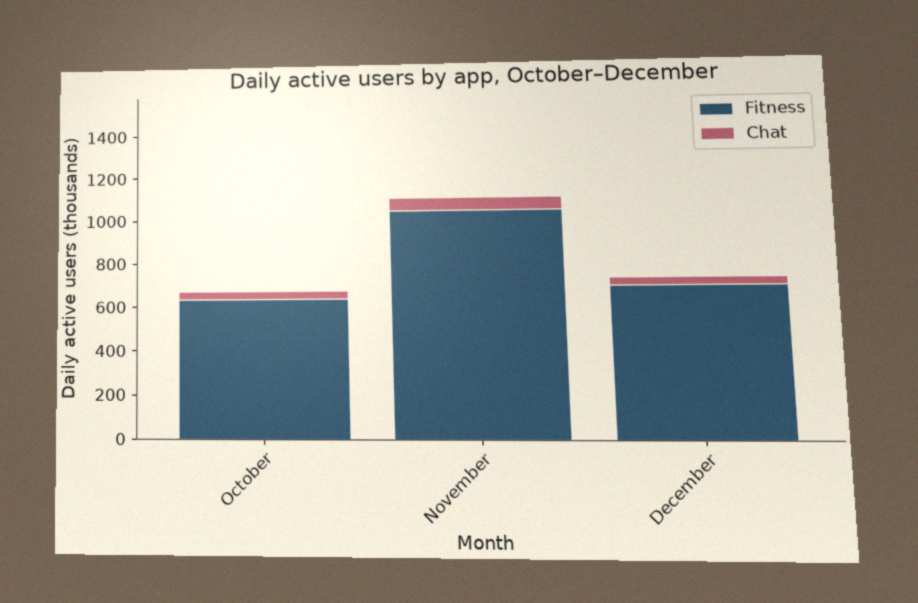 Daily active users by app, October–December
Fitness
Chat
Daily active users (thousands)
1400
1200
1000
800
600
400
200
0
October
November
December
Month